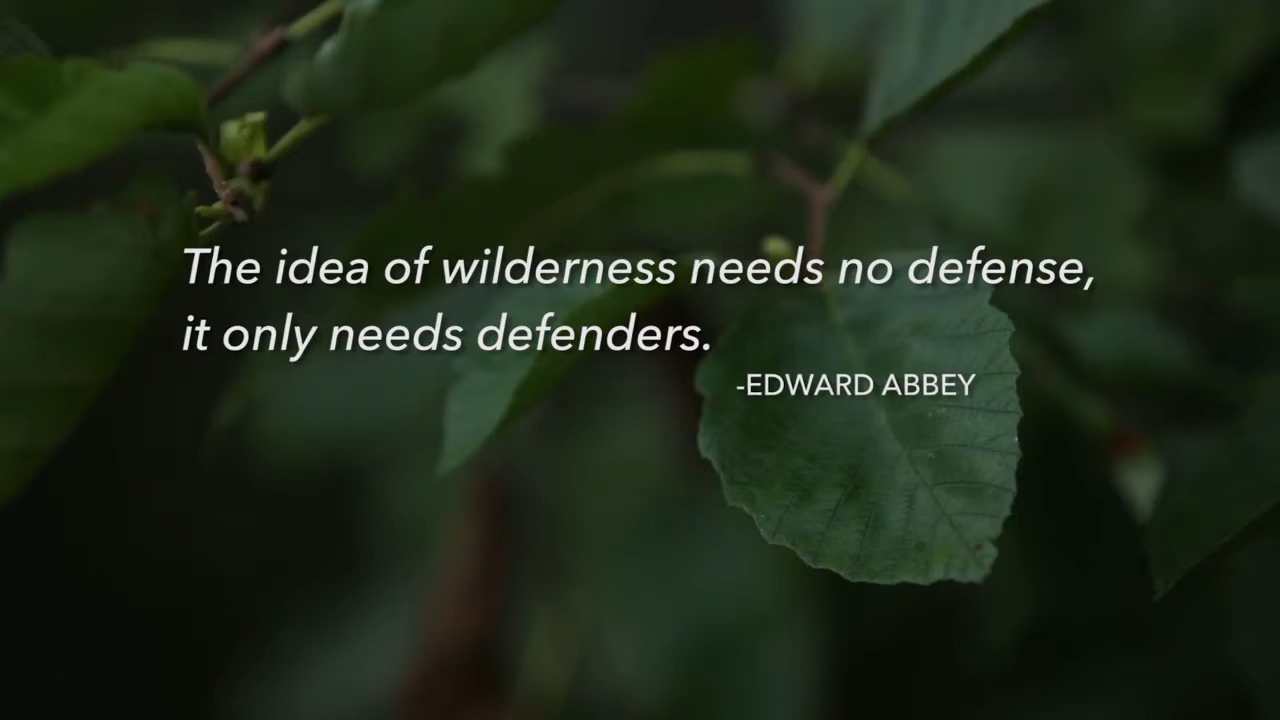 The idea of wilderness needs no defense,
it only needs defenders.
-EDWARD ABBEY